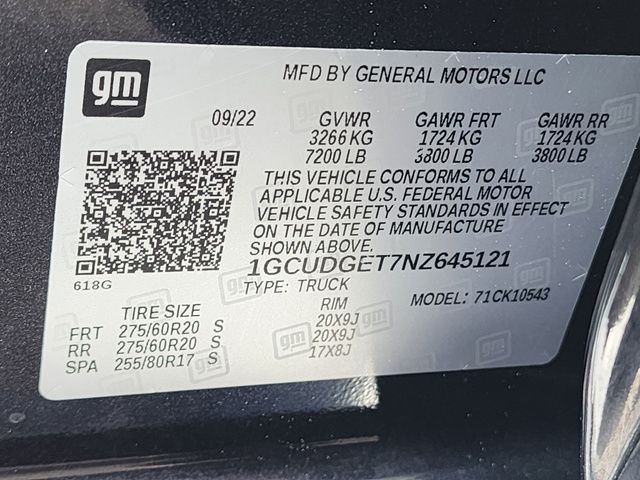 gm
MFD BY GENERAL MOTORS LLC
09/22 GVWR GAWR FRT GAWR RR
3266 KG 1724 KG 1724 KG
7200 LB 3800 LB 3800 LB
THIS VEHICLE CONFORMS TO ALL
APPLICABLE U.S. FEDERAL MOTOR
VEHICLE SAFETY STANDARDS IN EFFECT
ON THE DATE OF MANUFACTURE
SHOWN ABOVE.
618G
1GCUDGET7NZ645121
TYPE: TRUCK MODEL: 71CK10543
TIRE SIZE RIM
FRT 275/60R20 S 20X9J
RR 275/60R20 S 20X9J
SPA 255/80R17 S 17X8J